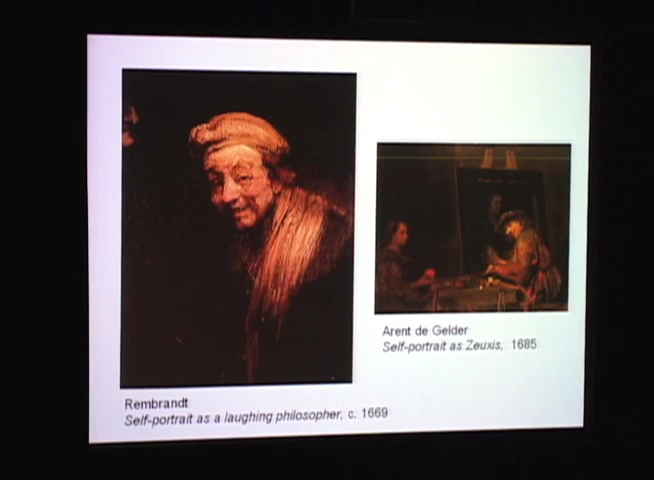 Rembrandt
Self-portrait as a laughing philosopher, c. 1669
Arent de Gelder
Self-portrait as Zeuxis, 1685